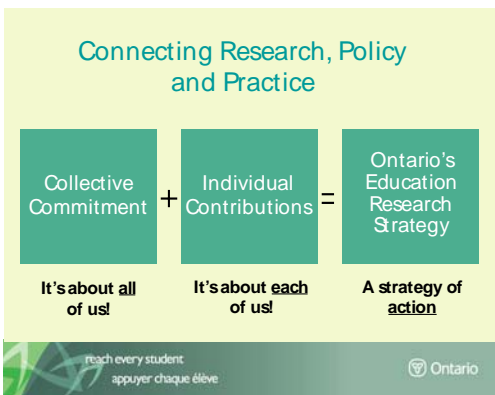 Connecting Research, Policy
and Practice
Collective
Commitment
+
Individual
Contributions
=
Ontario's
Education
Research
Strategy
It's about all
of us!
It's about each
of us!
A strategy of
action
reach every student
appuyer chaque élève
Ontario